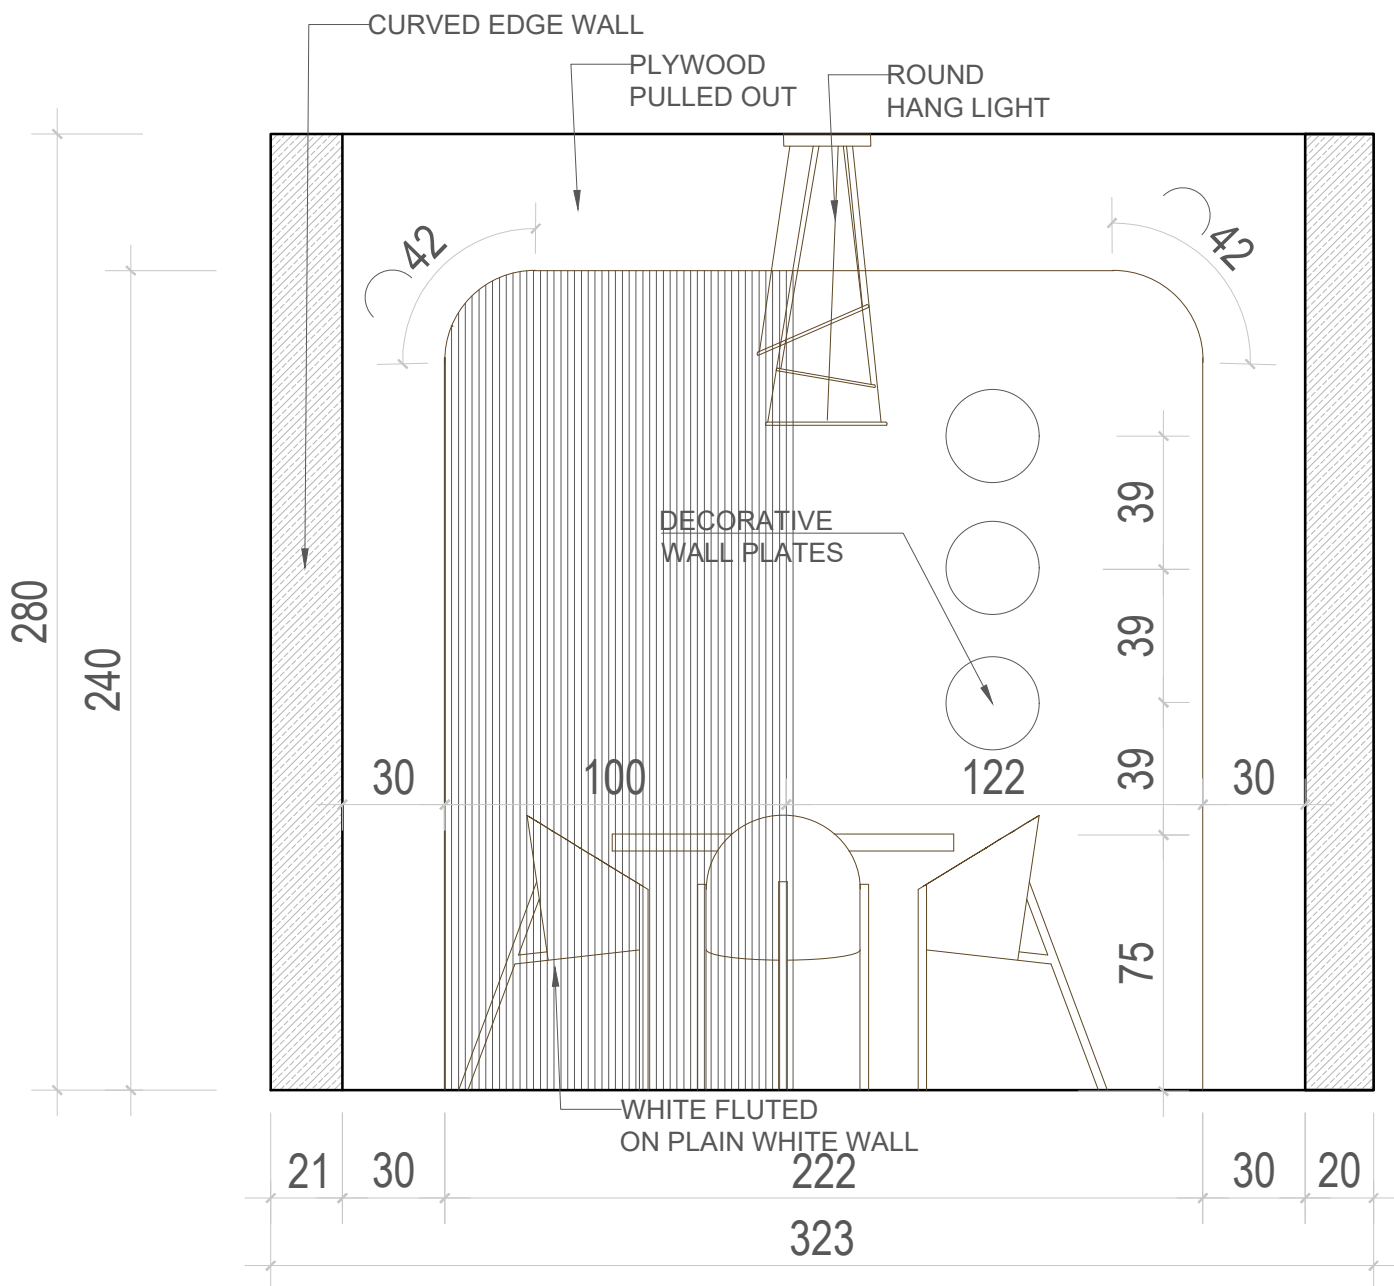 CURVED EDGE WALL
PLYWOOD
PULLED OUT
ROUND
HANG LIGHT
42
42
39
DECORATIVE
WALL PLATES
280
240
39
30
100
122
39
30
75
WHITE FLUTED
ON PLAIN WHITE WALL
21
30
222
30
20
323